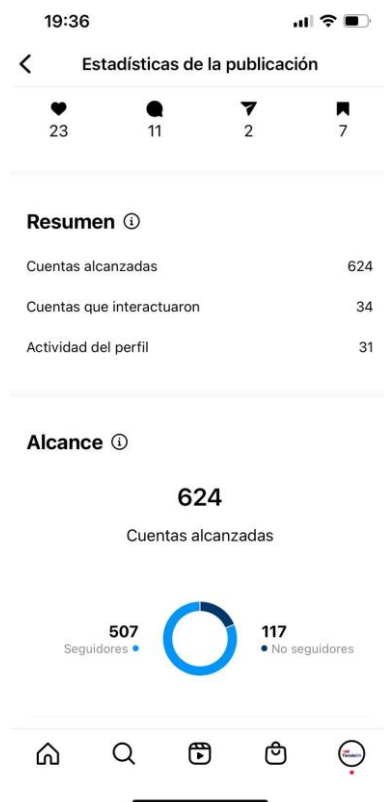 19:36
Estadísticas de la publicación
23 11 2 7
Resumen
Cuentas alcanzadas 624
Cuentas que interactuaron 34
Actividad del perfil 31
Alcance
624
Cuentas alcanzadas
507 117
Seguidores No seguidores